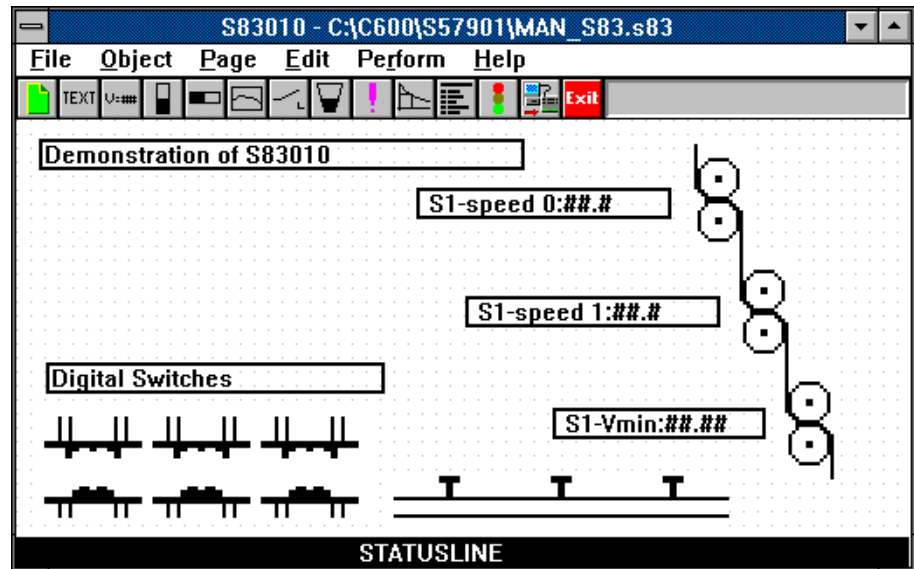 S83010 - C:\C600\S57901\MAN_S83.s83
File Object Page Edit Perform Help
TEXT V=### Exit
Demonstration of S83010
S1-speed 0:##.#
S1-speed 1:##.#
Digital Switches
S1-Vmin:##.##
STATUSLINE